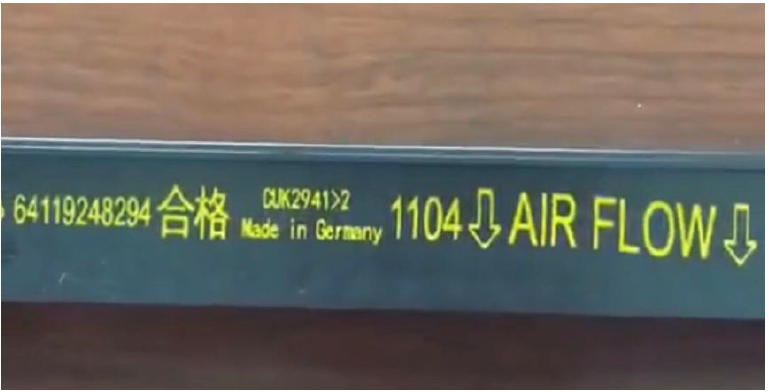 64119248294 合格 CUK2941>2 1104 ⇩ AIR FLOW ⇩
Made in Germany